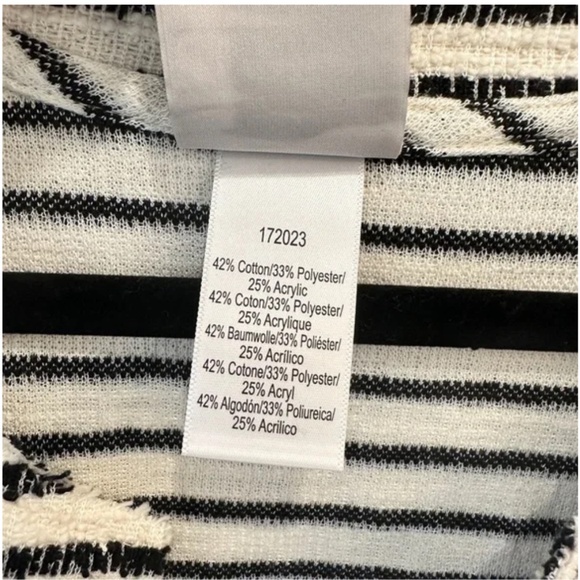 172023
42% Cotton/33% Polyester/
25% Acrylic
42% Coton/33% Polyester/
25% Acrylique
42% Baumwolle/33% Poliéster/
25% Acrílico
42% Cotone/33% Polyester/
25% Acryl
42% Algodón/33% Poliureica/
25% Acrilico